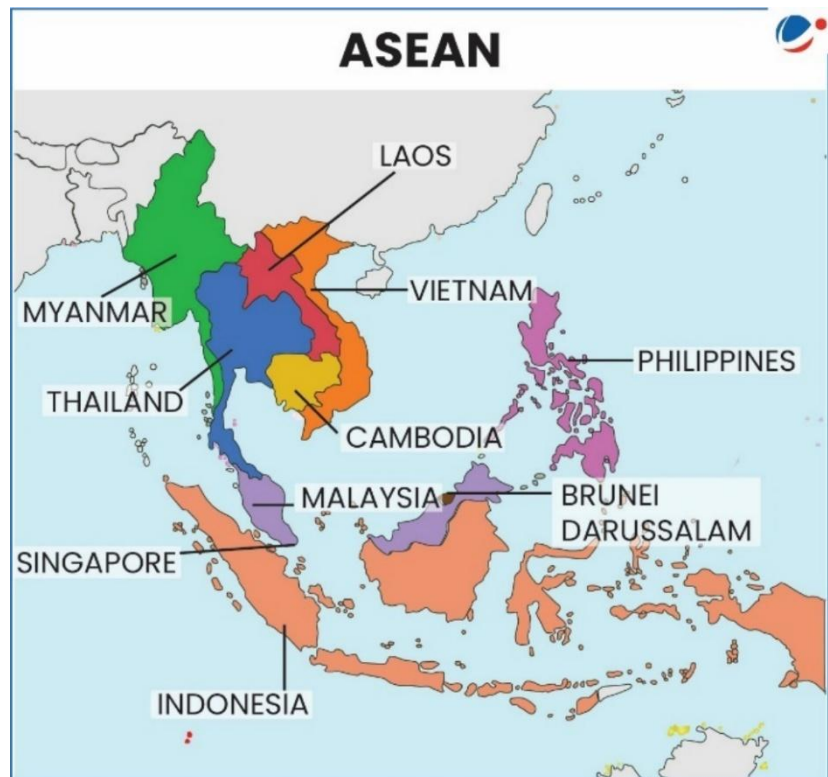 ASEAN
LAOS
VIETNAM
MYANMAR
PHILIPPINES
THAILAND
CAMBODIA
MALAYSIA
BRUNEI
DARUSSALAM
SINGAPORE
INDONESIA